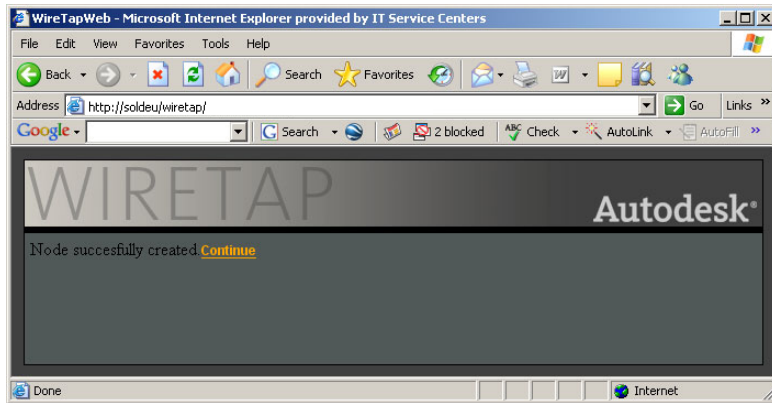 WireTapWeb - Microsoft Internet Explorer provided by IT Service Centers
File Edit View Favorites Tools Help
Back Search Favorites
Address http://soldeu/wiretap/ Go Links »
Google Search 2 blocked ABC Check AutoLink AutoFill »
WIRETAP Autodesk®
Node succesfully created.Continue
Done Internet